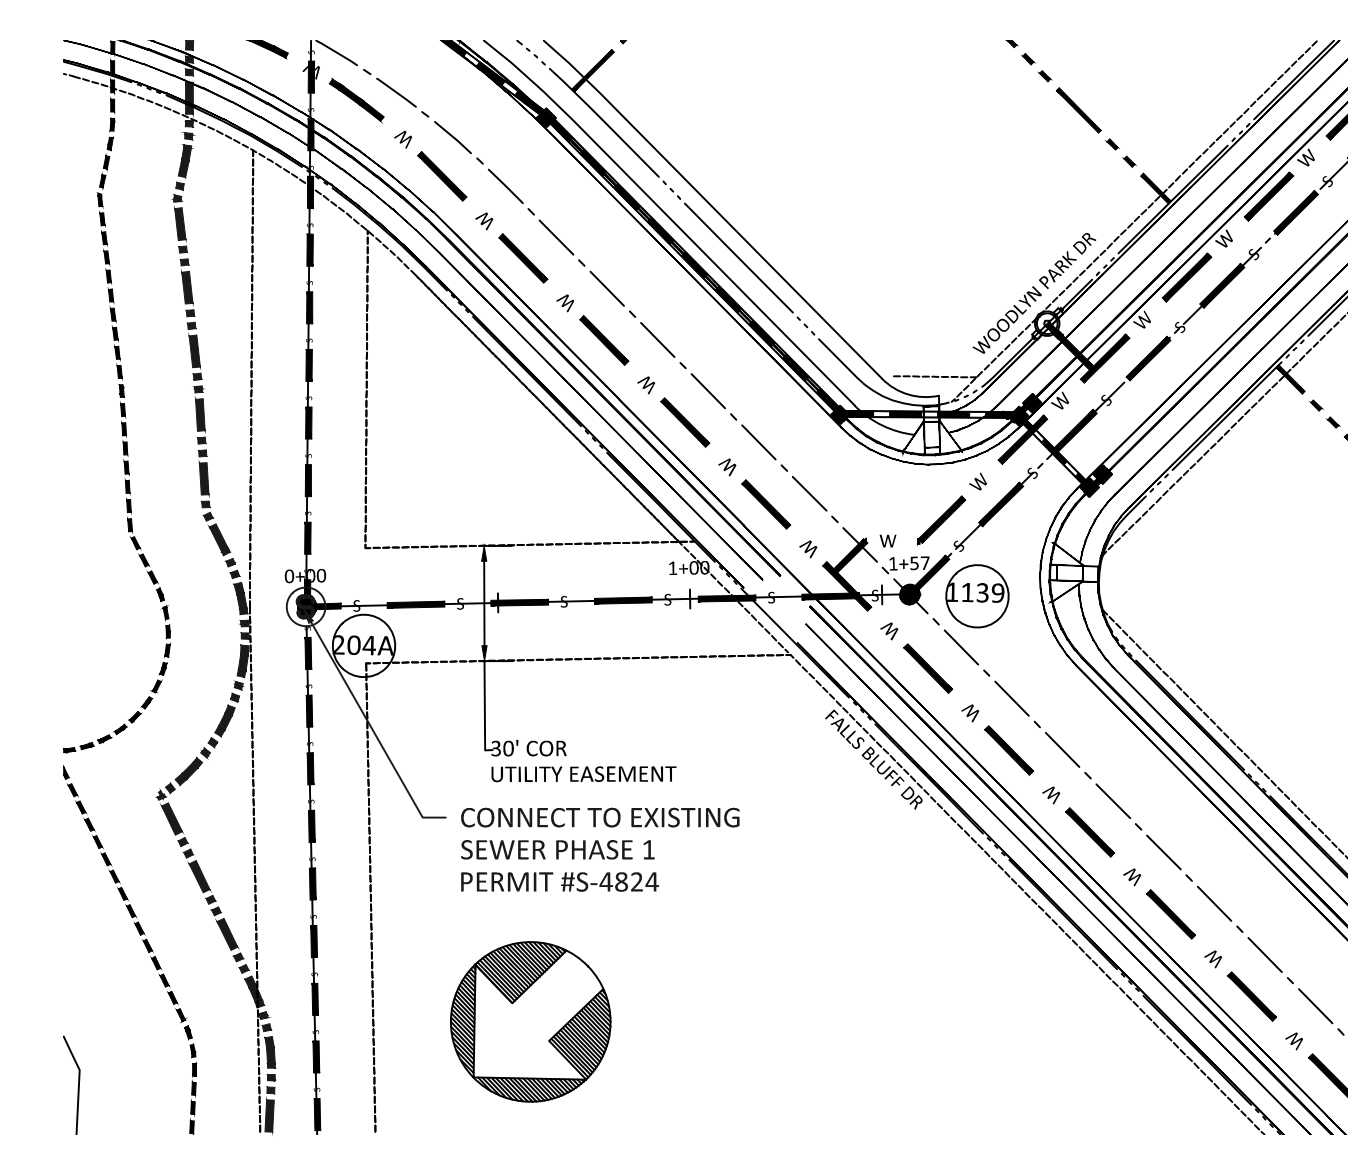 WOODLYN PARK DR
W
1+57
0+00
1+00
1139
204A
30' COR
UTILITY EASEMENT
FALLS BLUFF DR
CONNECT TO EXISTING
SEWER PHASE 1
PERMIT #S-4824